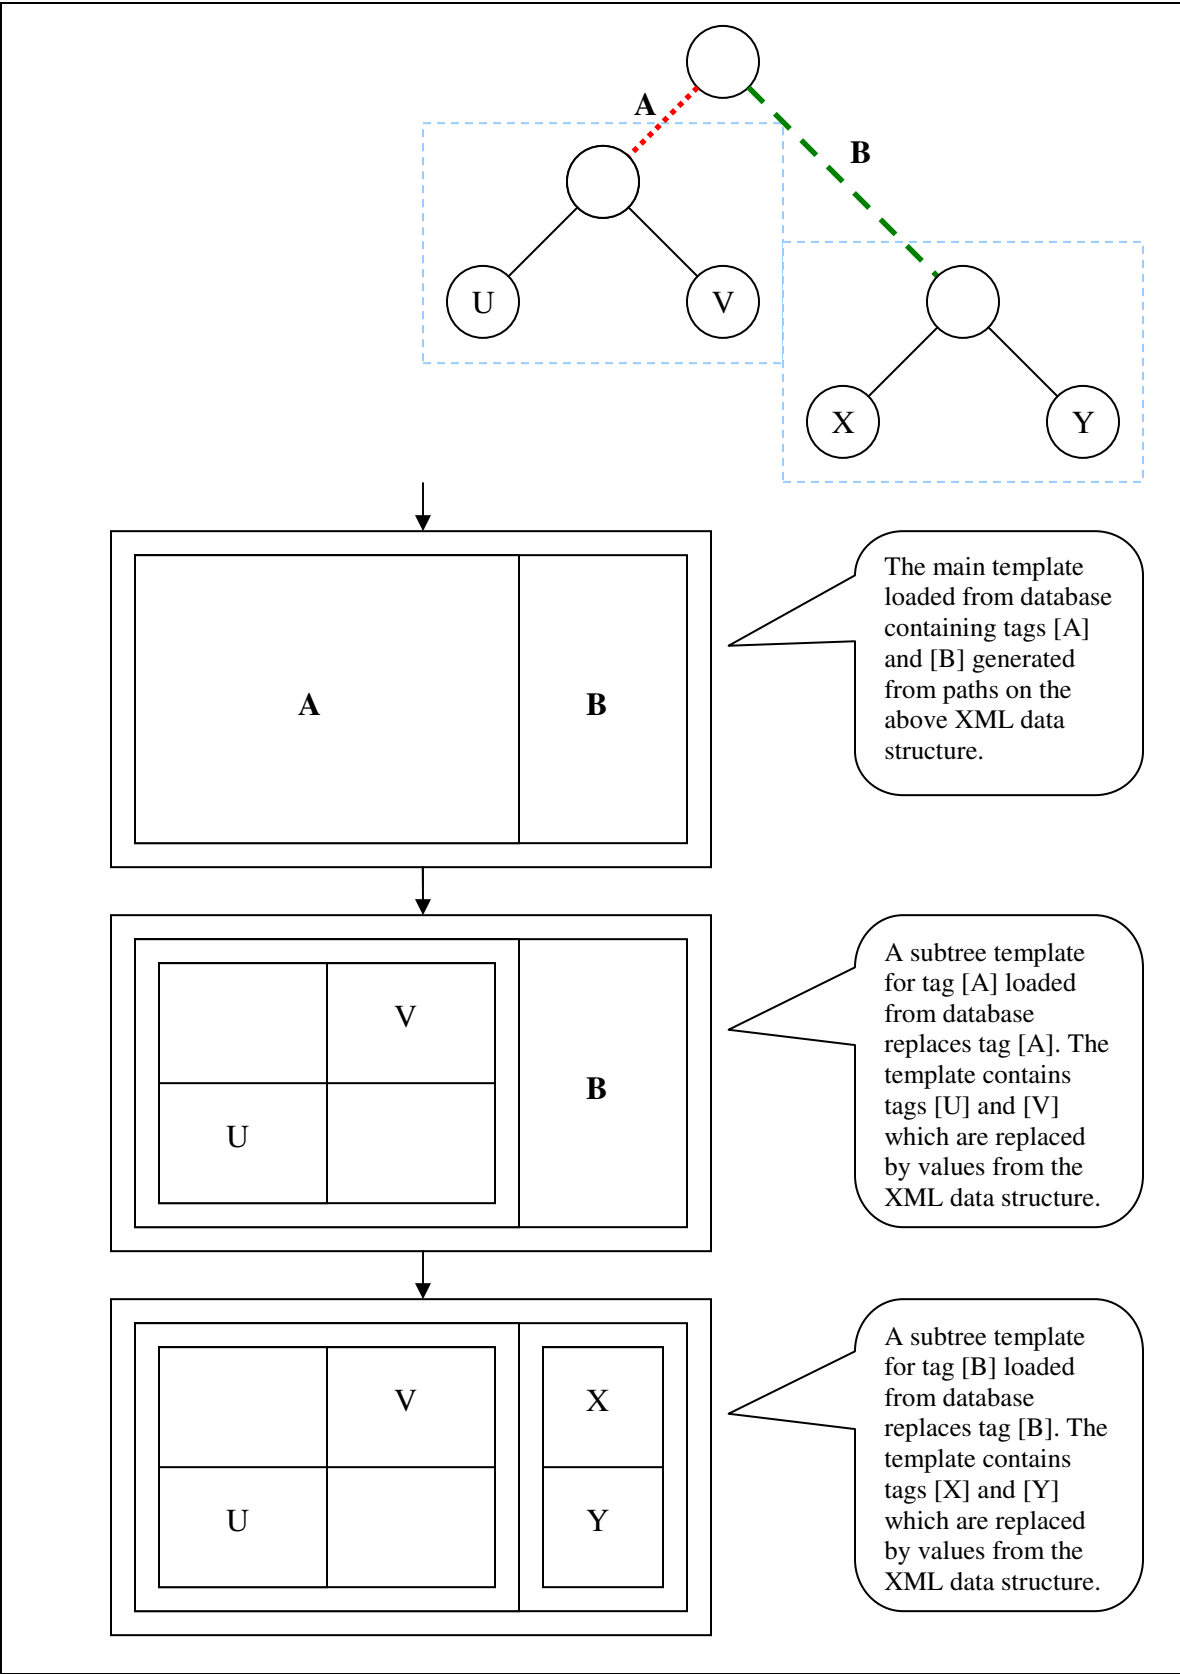 A
B
U
V
X
Y
The main template
loaded from database
containing tags [A]
and [B] generated
from paths on the
above XML data
structure.
A
B
A subtree template
for tag [A] loaded
from database
replaces tag [A]. The
template contains
tags [U] and [V]
which are replaced
by values from the
XML data structure.
V
B
U
A subtree template
for tag [B] loaded
from database
replaces tag [B]. The
template contains
tags [X] and [Y]
which are replaced
by values from the
XML data structure.
V
X
U
Y